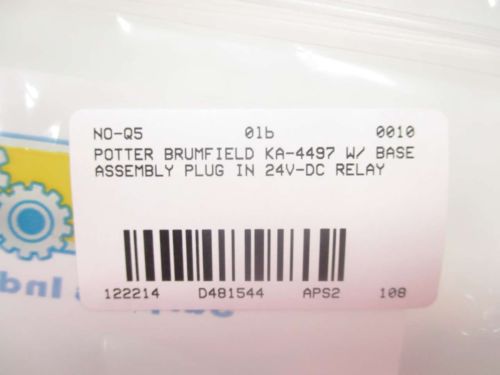 NO-Q5 01b 0010
POTTER BRUMFIELD KA-4497 W/ BASE
ASSEMBLY PLUG IN 24V-DC RELAY
122214 D481544 APS2 108